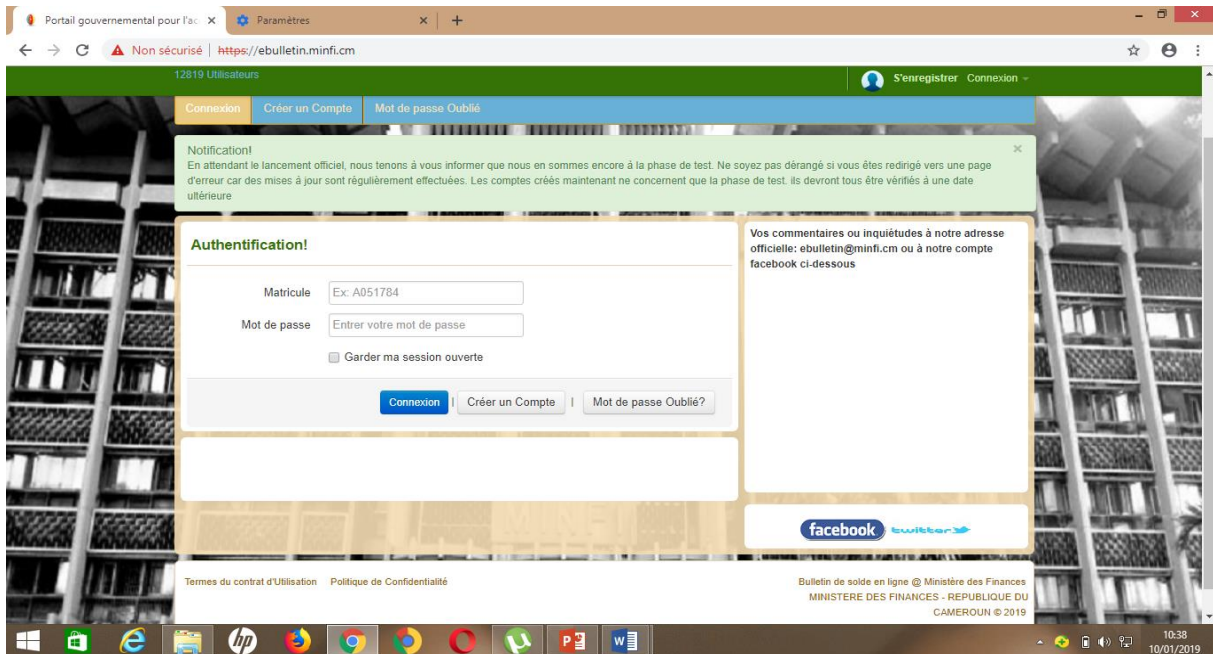 Portail gouvernemental pour l'ac
Paramètres
Non sécurisé | https://ebulletin.minfi.cm
12819 Utilisateurs
S'enregistrer Connexion
Connexion Créer un Compte Mot de passe Oublié
Notification!
En attendant le lancement officiel, nous tenons á vous informer que nous en sommes encore á la phase de test. Ne soyez pas dérangé si vous êtes redirigé vers une page
d'erreur car des mises á jour sont régulièrement effectuées. Les comptes créés maintenant ne concernent que la phase de test. ils devront tous être vérifiés á une date
ultérieure
Authentification!
Matricule Ex: A051784
Mot de passe Entrer votre mot de passe
Garder ma session ouverte
Connexion | Créer un Compte | Mot de passe Oublié?
Vos commentaires ou inquiètudes à notre adresse
officielle: ebulletin@minfi.cm ou à notre compte
facebook ci-dessous
MINFI
facebook twitter
Termes du contrat d'Utilisation Politique de Confidentialité
Bulletin de solde en ligne @ Ministère des Finances
MINISTERE DES FINANCES - REPUBLIQUE DU
CAMEROUN © 2019
hp
10:38
10/01/2019